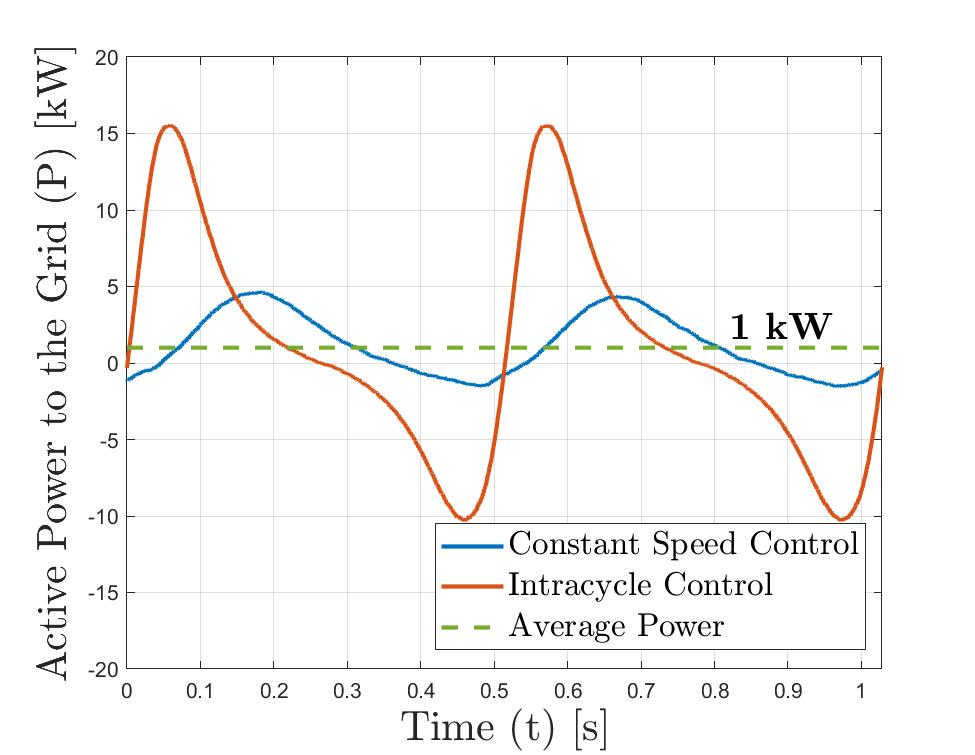 Active Power to the Grid (P) [kW]
20
15
10
5
0
-5
-10
-15
-20
1 kW
Constant Speed Control
Intracycle Control
Average Power
0 0.1 0.2 0.3 0.4 0.5 0.6 0.7 0.8 0.9 1
Time (t) [s]